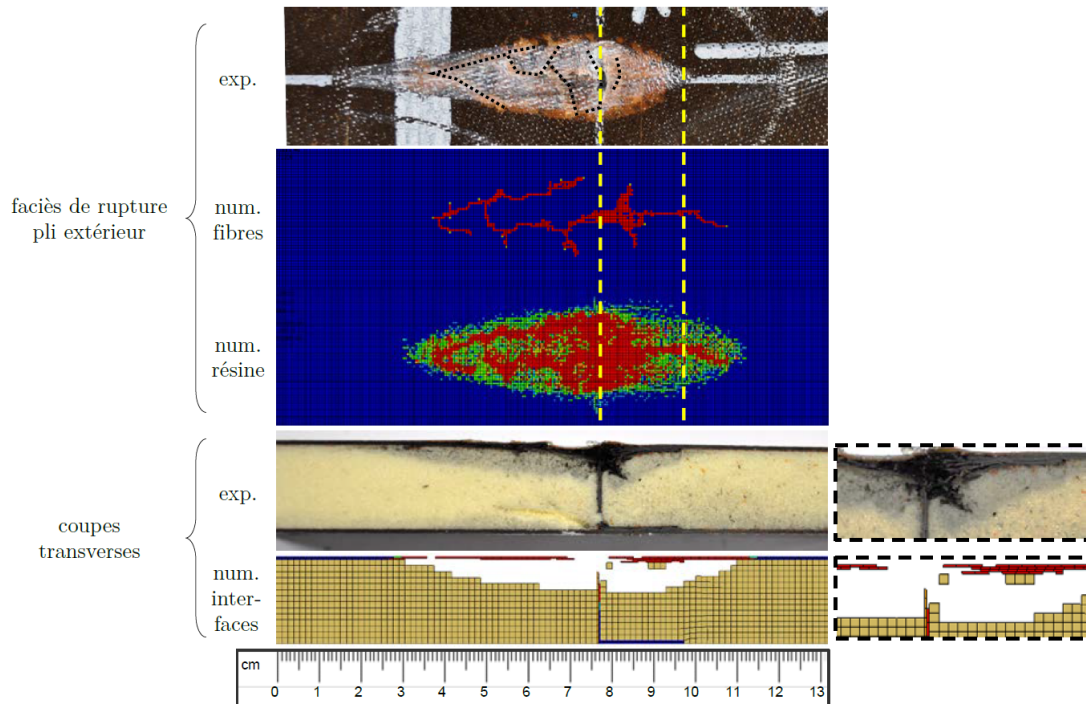 exp.
faciès de rupture
pli extérieur
num.
fibres
num.
résine
exp.
coupes
transverses
num.
inter-
faces
cm
0 1 2 3 4 5 6 7 8 9 10 11 12 13